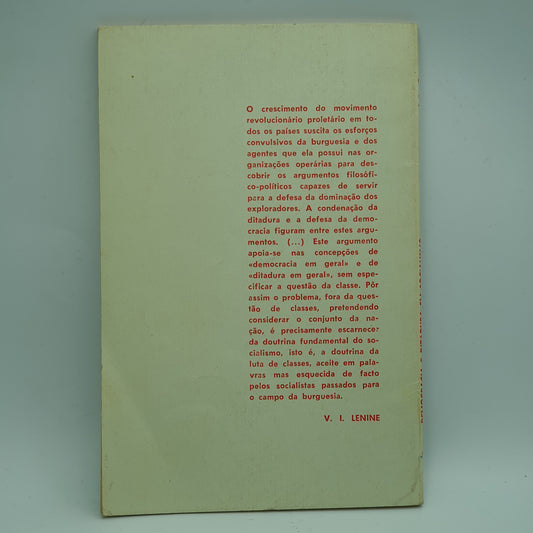 O crescimento do movimento
revolucionário proletário em to-
dos os países suscita os esforços
convulsivos da burguesia e dos
agentes que ela possui nas or-
ganizações operárias para des-
cobrir os argumentos filosófi-
co-políticos capazes de servir
para a defesa da dominação dos
exploradores. A condenação da
ditadura e a defesa da demo-
cracia figuram entre estes argu-
mentos. (...) Este argumento
apoia-se nas concepções de
«democracia em geral» e de
«ditadura em geral», sem espe-
cificar a questão da classe. Pôr
assim o problema, fora da ques-
tão de classes, pretendendo
considerar o conjunto da na-
ção, é precisamente escarnecer
da doutrina fundamental do so-
cialismo, isto é, a doutrina da
luta de classes, aceite em pala-
vras mas esquecida de facto
pelos socialistas passados para
o campo da burguesia.
V. I. LENINE